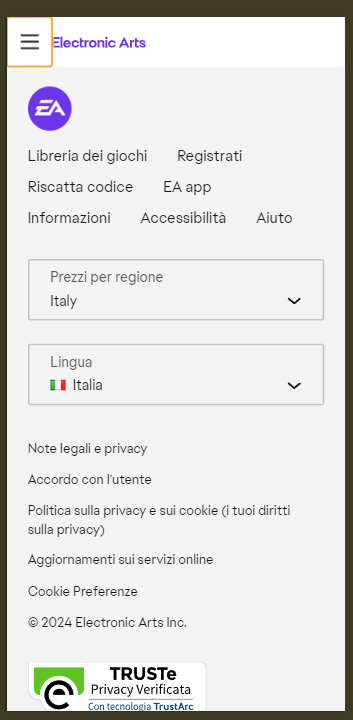 Electronic Arts
EA
Libreria dei giochi Registrati
Riscatta codice EA app
Informazioni Accessibilità Aiuto
Prezzi per regione
Italy
Lingua
Italia
Note legali e privacy
Accordo con l'utente
Politica sulla privacy e sui cookie (i tuoi diritti
sulla privacy)
Aggiornamenti sui servizi online
Cookie Preferenze
© 2024 Electronic Arts Inc.
TRUSTe
Privacy Verificata
Con tecnologia TrustArc